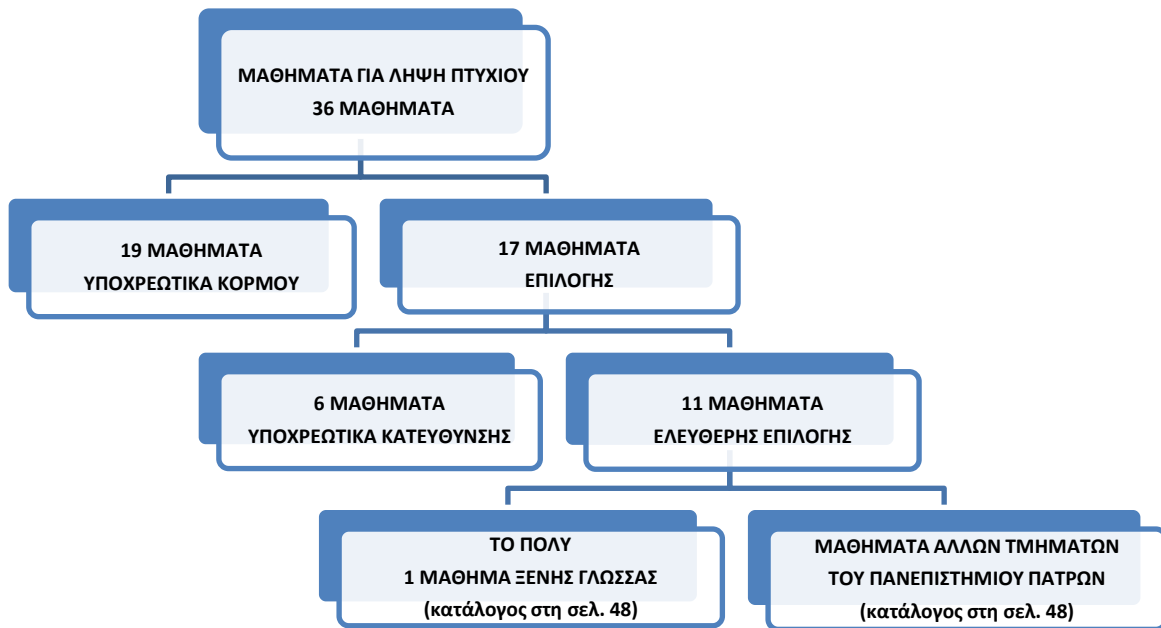 ΜΑΘΗΜΑΤΑ ΓΙΑ ΛΗΨΗ ΠΤΥΧΙΟΥ
36 ΜΑΘΗΜΑΤΑ
19 ΜΑΘΗΜΑΤΑ
ΥΠΟΧΡΕΩΤΙΚΑ ΚΟΡΜΟΥ
17 ΜΑΘΗΜΑΤΑ
ΕΠΙΛΟΓΗΣ
6 ΜΑΘΗΜΑΤΑ
ΥΠΟΧΡΕΩΤΙΚΑ ΚΑΤΕΥΘΥΝΣΗΣ
11 ΜΑΘΗΜΑΤΑ
ΕΛΕΥΘΕΡΗΣ ΕΠΙΛΟΓΗΣ
ΤΟ ΠΟΛΥ
1 ΜΑΘΗΜΑ ΞΕΝΗΣ ΓΛΩΣΣΑΣ
(κατάλογος στη σελ. 48)
ΜΑΘΗΜΑΤΑ ΑΛΛΩΝ ΤΜΗΜΑΤΩΝ
ΤΟΥ ΠΑΝΕΠΙΣΤΗΜΙΟΥ ΠΑΤΡΩΝ
(κατάλογος στη σελ. 48)